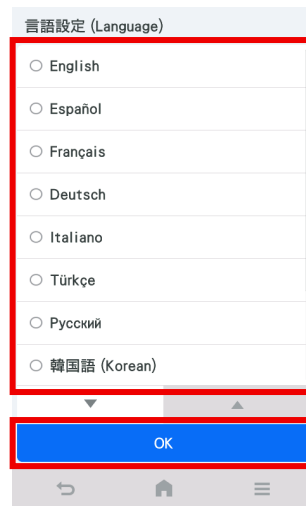 言語設定 (Language)
English
Español
Français
Deutsch
Italiano
Türkçe
Русский
韓国語 (Korean)
OK